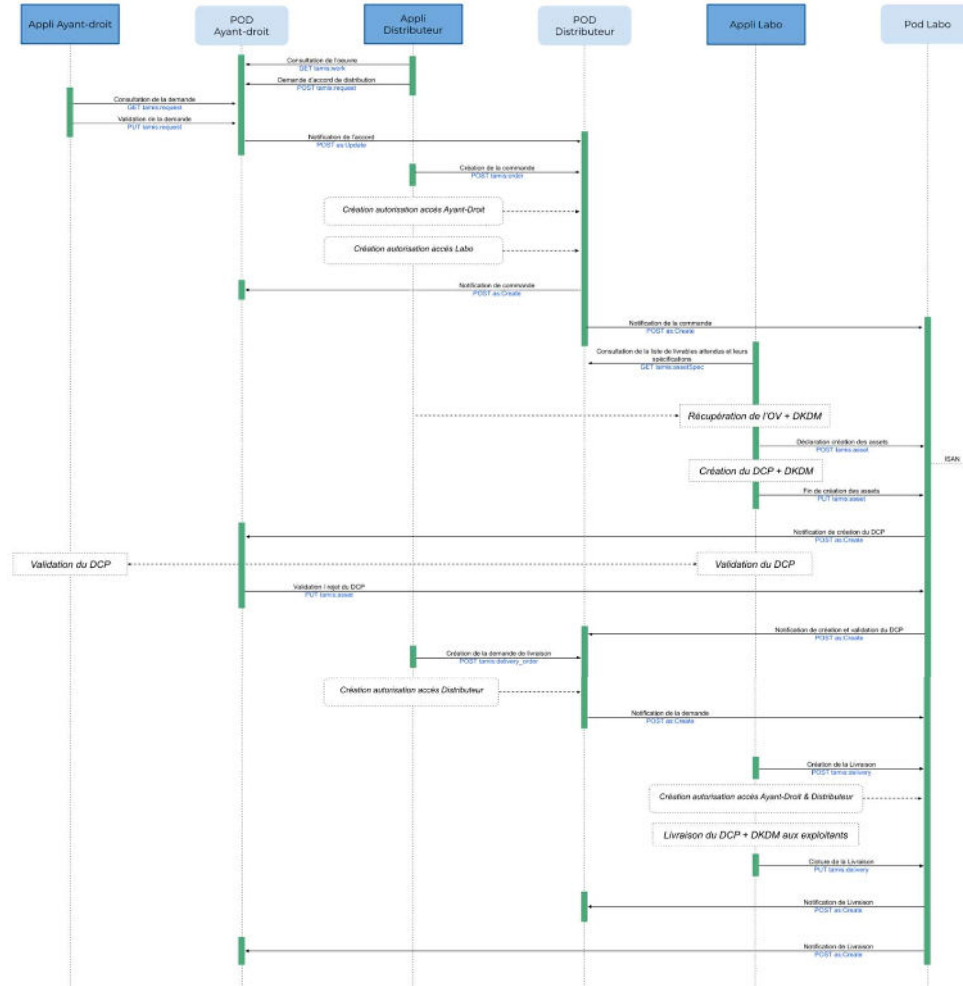 Appli Ayant-droit
POD
Ayant-droit
Appli
Distributeur
POD
Distributeur
Appli Labo
Pod Labo
Consultation de l'oeuvre
GET tamis:work
Demande d'accord de distribution
POST tamis:request
Consultation de la demande
GET tamis:request
Validation de la demande
PUT tamis:request
Notification de l'accord
POST as:Update
Création de la commande
POST tamis:order
Création autorisation accès Ayant-Droit
Création autorisation accès Labo
Notification de commande
POST as:Create
Notification de la commande
POST as:Create
Consultation de la liste de livrables attendus et leurs
spécifications
GET tamis:assetSpec
Récupération de l'OV + DKDM
Déclaration création des assets
POST tamis:asset
ISAN
Création du DCP + DKDM
Fin de création des assets
PUT tamis:asset
Notification de création du DCP
POST as:Create
Validation du DCP
Validation du DCP
Validation / rejet du DCP
PUT tamis:asset
Notification de création et validation du DCP
POST as:Create
Création de la demande de livraison
POST tamis:delivery_order
Création autorisation accès Distributeur
Notification de la demande
POST as:Create
Création de la Livraison
POST tamis:delivery
Création autorisation accès Ayant-Droit & Distributeur
Livraison du DCP + DKDM aux exploitants
Cloture de la Livraison
PUT tamis:delivery
Notification de Livraison
POST as:Create
Notification de Livraison
POST as:Create